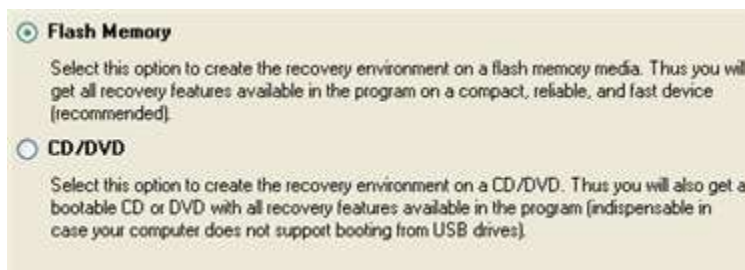 Flash Memory
Select this option to create the recovery environment on a flash memory media. Thus you will
get all recovery features available in the program on a compact, reliable, and fast device
(recommended).
CD/DVD
Select this option to create the recovery environment on a CD/DVD. Thus you will also get a
bootable CD or DVD with all recovery features available in the program (indispensable in
case your computer does not support booting from USB drives).